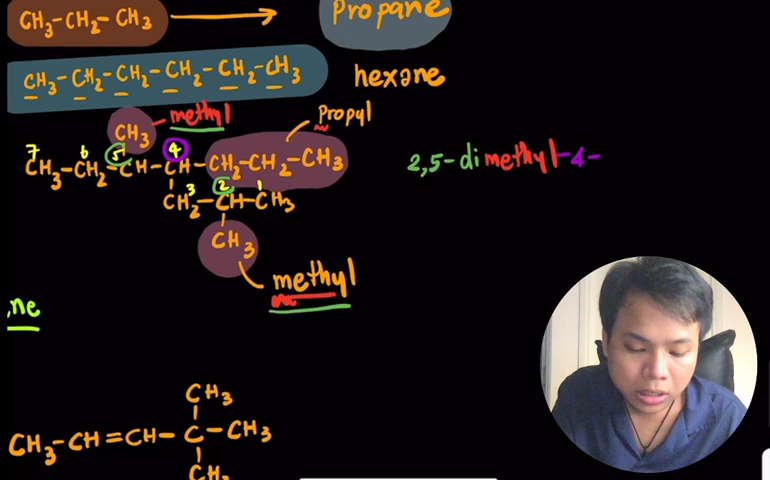 CH3-CH2-CH3 → Propane
CH3-CH2-CH2-CH2-CH2-CH3 hexane
CH3 methyl
Propyl
7 6 5 4
CH3-CH2-CH-CH-CH2-CH2-CH3
2,5-dimethyl-4-
3 2 1
CH2-CH-CH3
CH3
methyl
me
ne
CH3
CH3-CH=CH-C-CH3